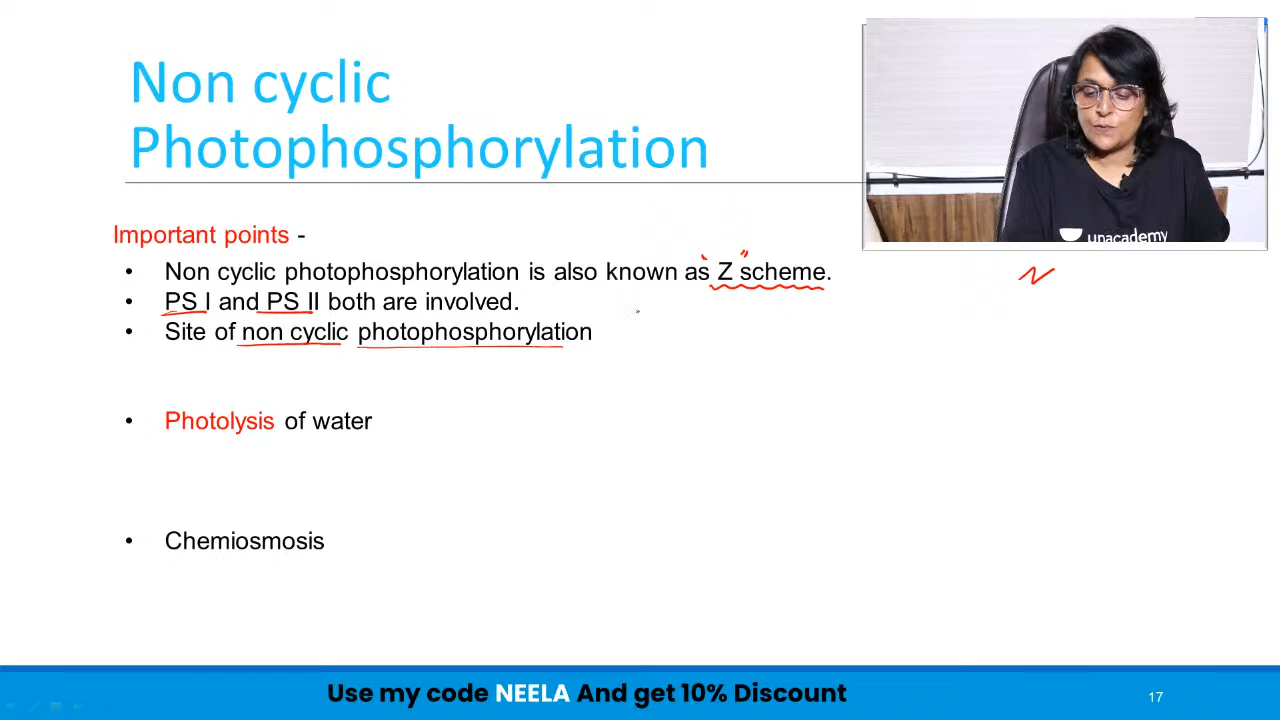 Non cyclic
Photophosphorylation
unacademy
Important points -
• Non cyclic photophosphorylation is also known as Z scheme.
• PS I and PS II both are involved.
• Site of non cyclic photophosphorylation
• Photolysis of water
• Chemiosmosis
Use my code NEELA And get 10% Discount
17